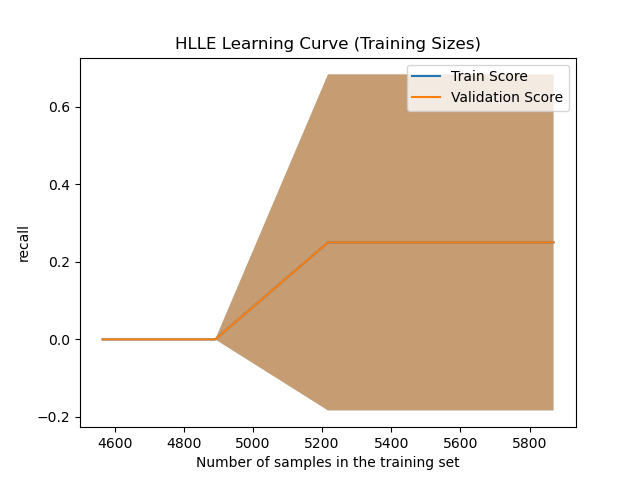 HLLE Learning Curve (Training Sizes)
Train Score
Validation Score
0.6
0.4
0.2
0.0
−0.2
recall
4600 4800 5000 5200 5400 5600 5800
Number of samples in the training set